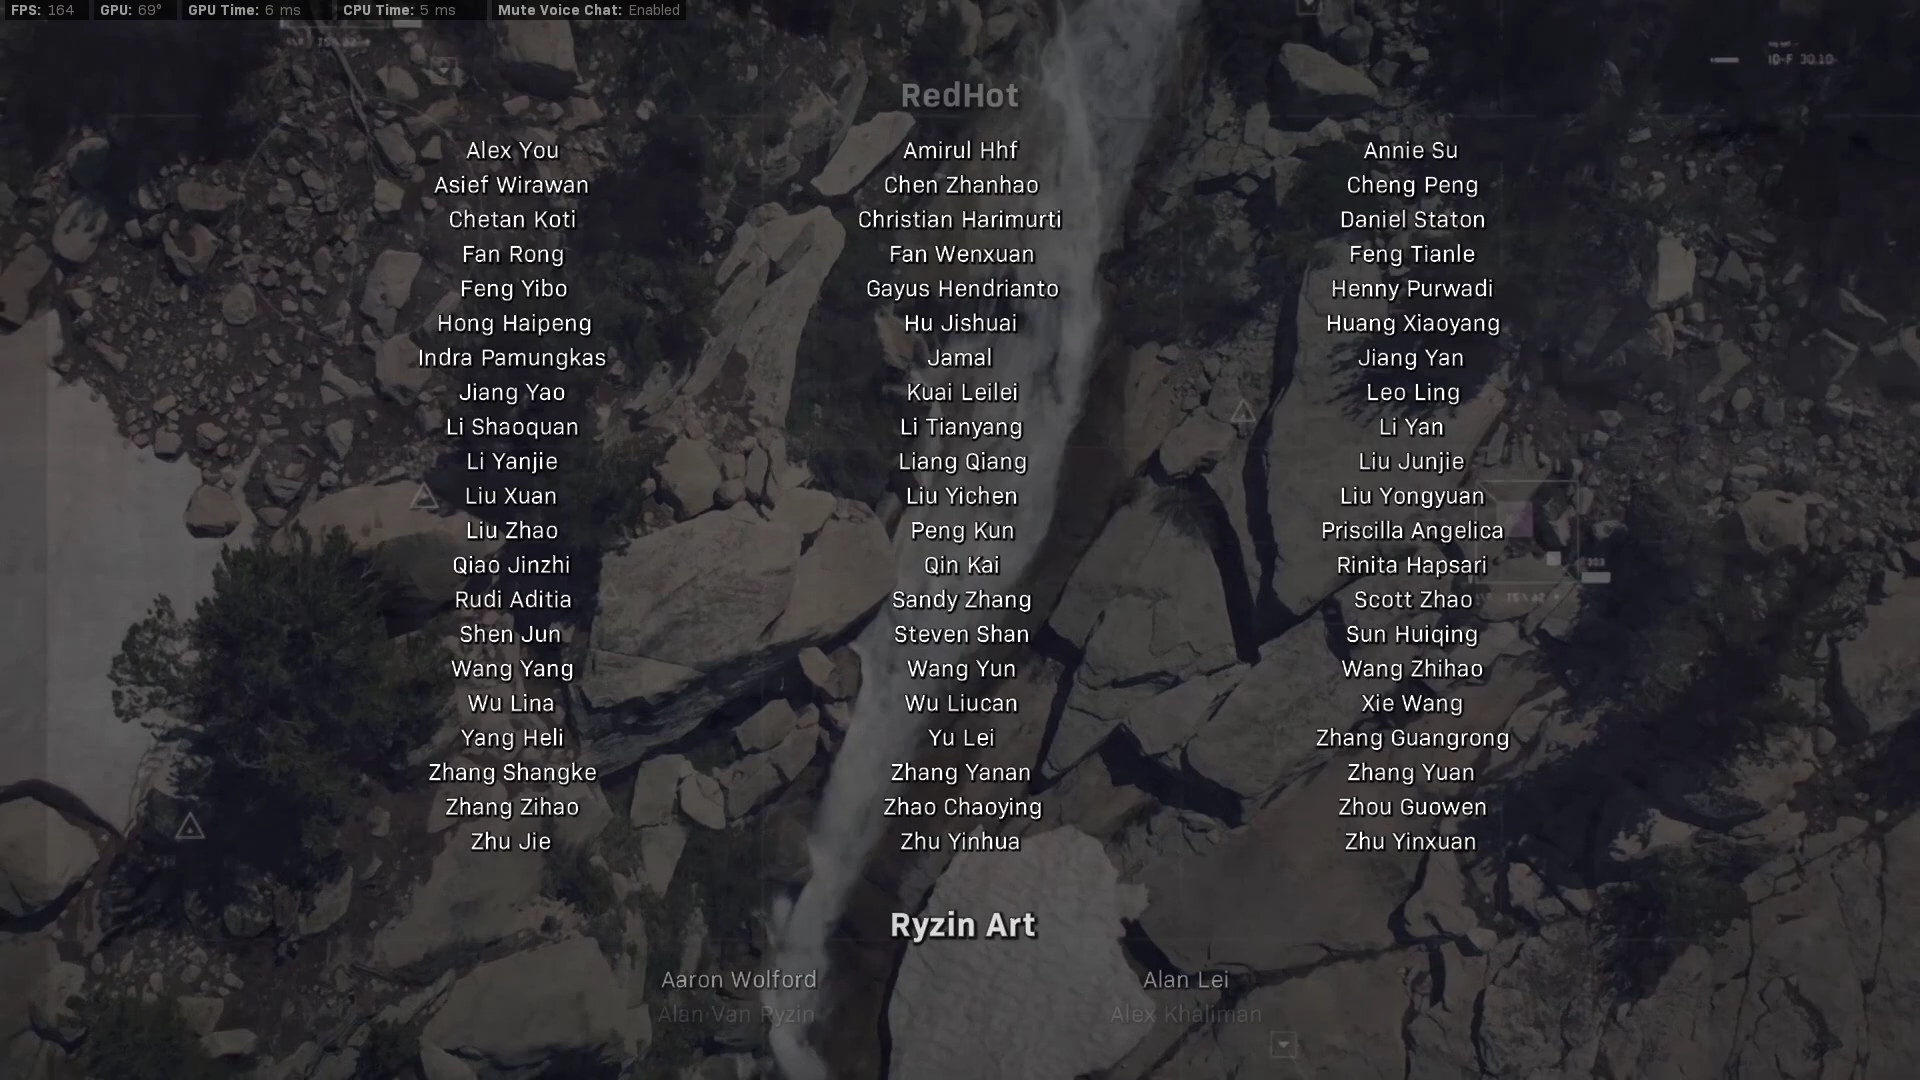 FPS: 164 GPU: 69° GPU Time: 6 ms CPU Time: 5 ms Mute Voice Chat: Enabled
ID-F 30.10
RedHot
Alex You Amirul Hhf Annie Su
Asief Wirawan Chen Zhanhao Cheng Peng
Chetan Koti Christian Harimurti Daniel Staton
Fan Rong Fan Wenxuan Feng Tianle
Feng Yibo Gayus Hendrianto Henny Purwadi
Hong Haipeng Hu Jishuai Huang Xiaoyang
Indra Pamungkas Jamal Jiang Yan
Jiang Yao Kuai Leilei Leo Ling
Li Shaoquan Li Tianyang Li Yan
Li Yanjie Liang Qiang Liu Junjie
Liu Xuan Liu Yichen Liu Yongyuan
Liu Zhao Peng Kun Priscilla Angelica
Qiao Jinzhi Qin Kai Rinita Hapsari
Rudi Aditia Sandy Zhang Scott Zhao
Shen Jun Steven Shan Sun Huiqing
Wang Yang Wang Yun Wang Zhihao
Wu Lina Wu Liucan Xie Wang
Yang Heli Yu Lei Zhang Guangrong
Zhang Shangke Zhang Yanan Zhang Yuan
Zhang Zihao Zhao Chaoying Zhou Guowen
Zhu Jie Zhu Yinhua Zhu Yinxuan
Ryzin Art
Aaron Wolford Alan Lei
Alan Van Ryzin Alex Khaliman